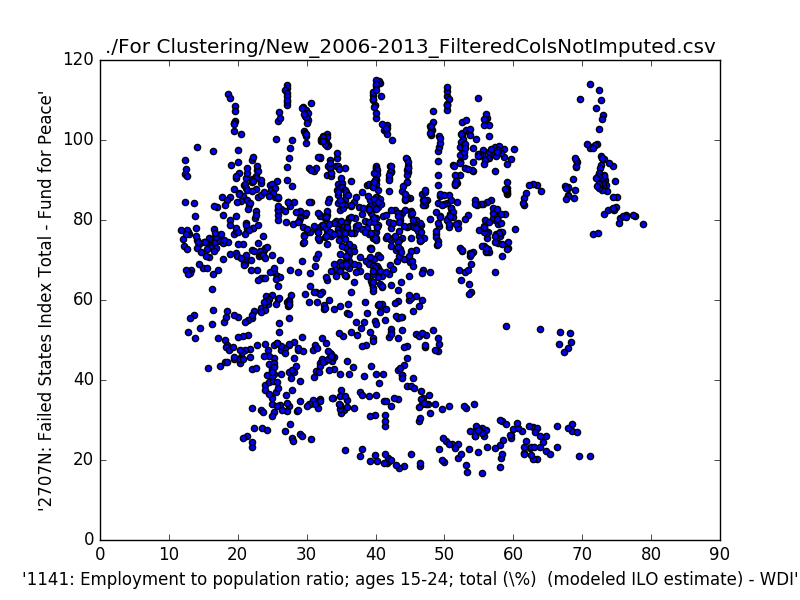 ./For Clustering/New_2006-2013_FilteredColsNotImputed.csv
'2707N: Failed States Index Total - Fund for Peace'
120
100
80
60
40
20
0
0 10 20 30 40 50 60 70 80 90
'1141: Employment to population ratio; ages 15-24; total (\%)  (modeled ILO estimate) - WDI'